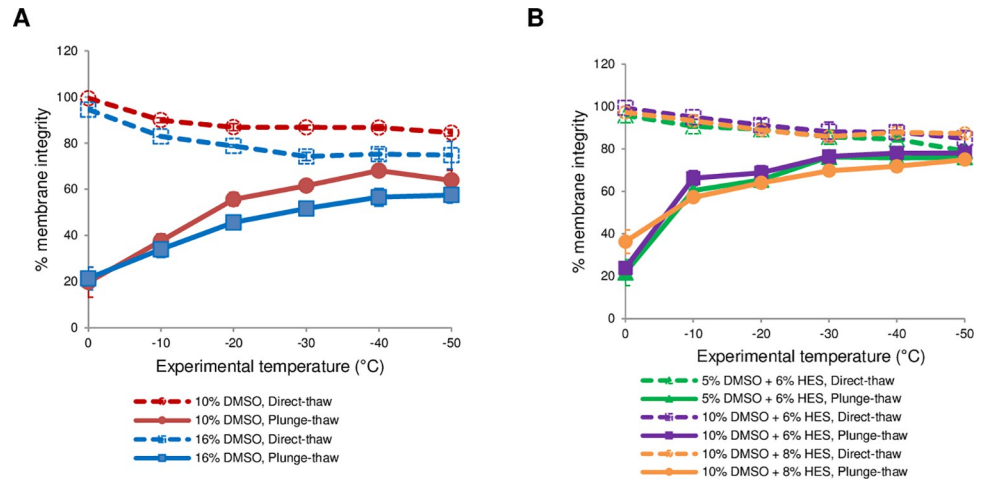 A
120
100
80
60
40
20
0
% membrane integrity
0 -10 -20 -30 -40 -50
Experimental temperature (°C)
10% DMSO, Direct-thaw
10% DMSO, Plunge-thaw
16% DMSO, Direct-thaw
16% DMSO, Plunge-thaw
B
120
100
80
60
40
20
0
% membrane integrity
0 -10 -20 -30 -40 -50
Experimental temperature (°C)
5% DMSO + 6% HES, Direct-thaw
5% DMSO + 6% HES, Plunge-thaw
10% DMSO + 6% HES, Direct-thaw
10% DMSO + 6% HES, Plunge-thaw
10% DMSO + 8% HES, Direct-thaw
10% DMSO + 8% HES, Plunge-thaw